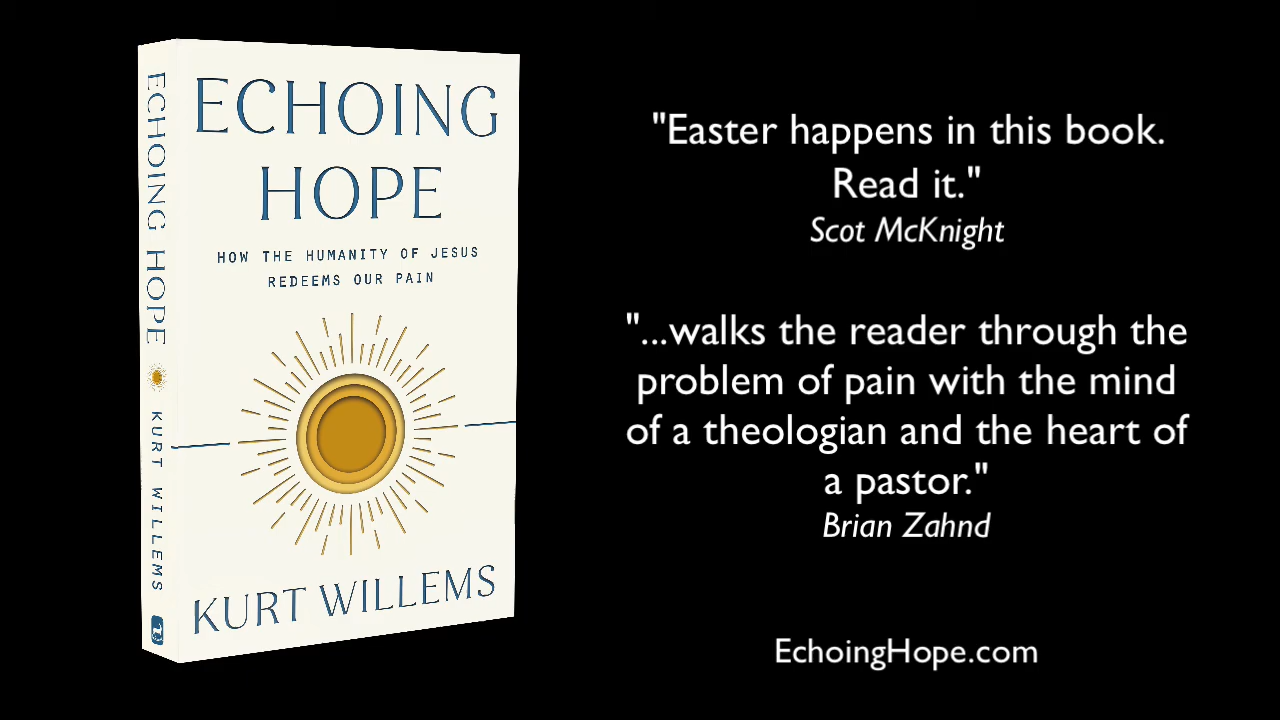 ECHOING HOPE
KURT WILLEMS
ECHOING
HOPE
HOW THE HUMANITY OF JESUS
REDEEMS OUR PAIN
KURT WILLEMS
"Easter happens in this book.
Read it."
Scot McKnight
"...walks the reader through the
problem of pain with the mind
of a theologian and the heart of
a pastor."
Brian Zahnd
EchoingHope.com